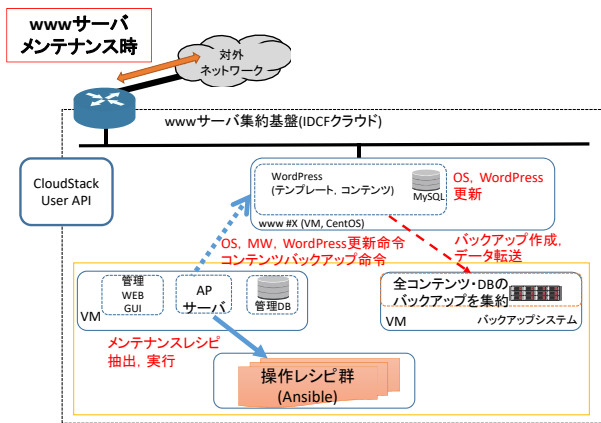 wwwサーバ
メンテナンス時
対外
ネットワーク
wwwサーバ集約基盤(IDCFクラウド)
CloudStack
User API
WordPress
(テンプレート, コンテンツ)
MySQL
www #X (VM, CentOS)
OS, WordPress
更新
OS, MW, WordPress更新命令
コンテンツバックアップ命令
バックアップ作成,
データ転送
管理
WEB
GUI
AP
サーバ
管理DB
VM
全コンテンツ・DBの
バックアップを集約
VM
バックアップシステム
メンテナンスレシピ
抽出, 実行
操作レシピ群
(Ansible)